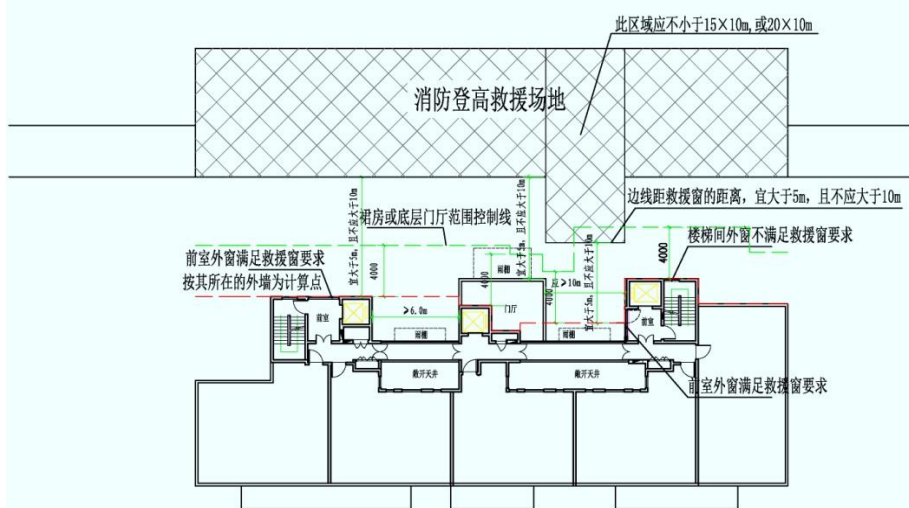 此区域应不小于15×10m,或20×10m
消防登高救援场地
宜大于5m, 且不应大于10m
宜大于5m, 且不应大于10m
边线距救援窗的距离，宜大于5m，且不应大于10m
裙房或底层门厅范围控制线
楼梯间外窗不满足救援窗要求
前室外窗满足救援窗要求
按其所在的外墙为计算点
4000
雨棚
4000
应≥10m
4000
宜大于5m, 且不应大于10m
4000
≥6.0m
门厅
前室
前室
雨棚
雨棚
敞开天井
敞开天井
前室外窗满足救援窗要求